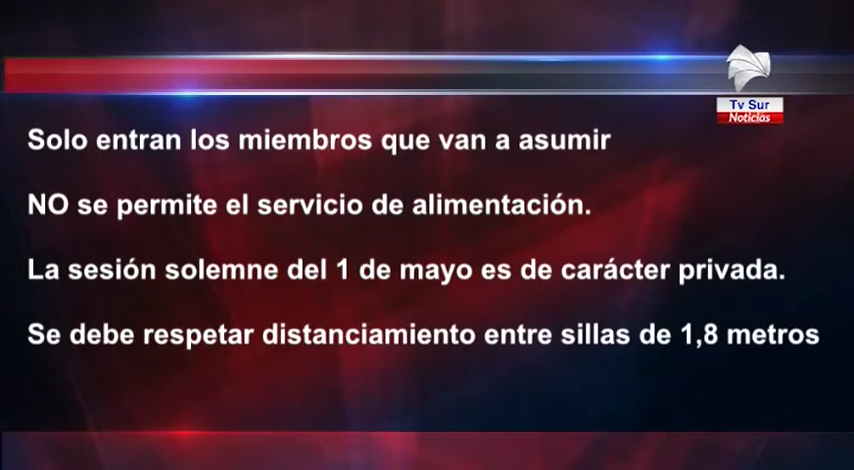 Tv Sur
Noticias
Solo entran los miembros que van a asumir
NO se permite el servicio de alimentación.
La sesión solemne del 1 de mayo es de carácter privada.
Se debe respetar distanciamiento entre sillas de 1,8 metros